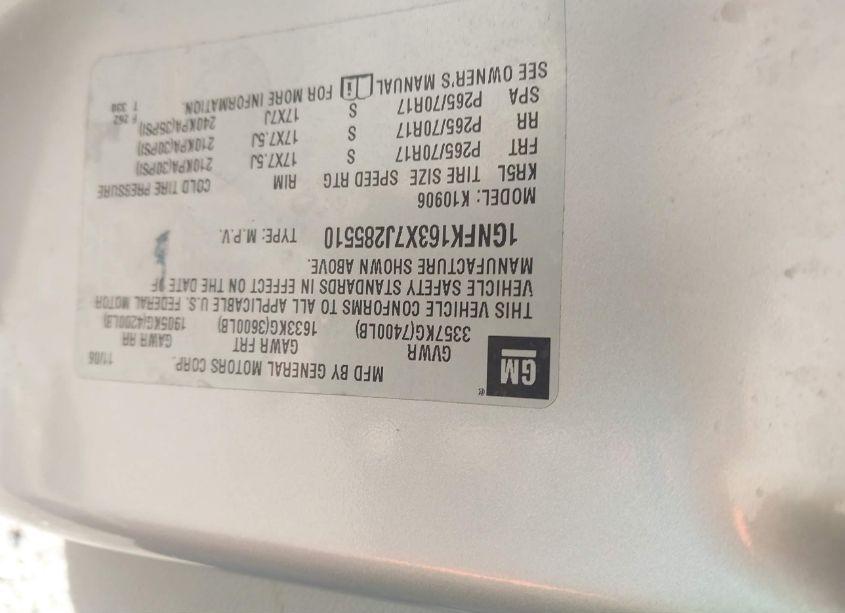 GM ® MFD BY GENERAL MOTORS CORP. 11/06
GVWR GAWR FRT GAWR RR
3357KG(7400LB) 1633KG(3600LB) 1905KG(4200LB)
THIS VEHICLE CONFORMS TO ALL APPLICABLE U.S. FEDERAL MOTOR
VEHICLE SAFETY STANDARDS IN EFFECT ON THE DATE OF
MANUFACTURE SHOWN ABOVE.
1GNFK163X7J285510 TYPE: M.P.V.
MODEL: K10906
KR5L TIRE SIZE SPEED RTG RIM COLD TIRE PRESSURE
FRT P265/70R17 S 17X7.5J 210KPA(30PSI)
RR P265/70R17 S 17X7.5J 210KPA(30PSI)
SPA P265/70R17 S 17X7J 240KPA(35PSI)
SEE OWNER'S MANUAL i FOR MORE INFORMATION. F 262
T 338